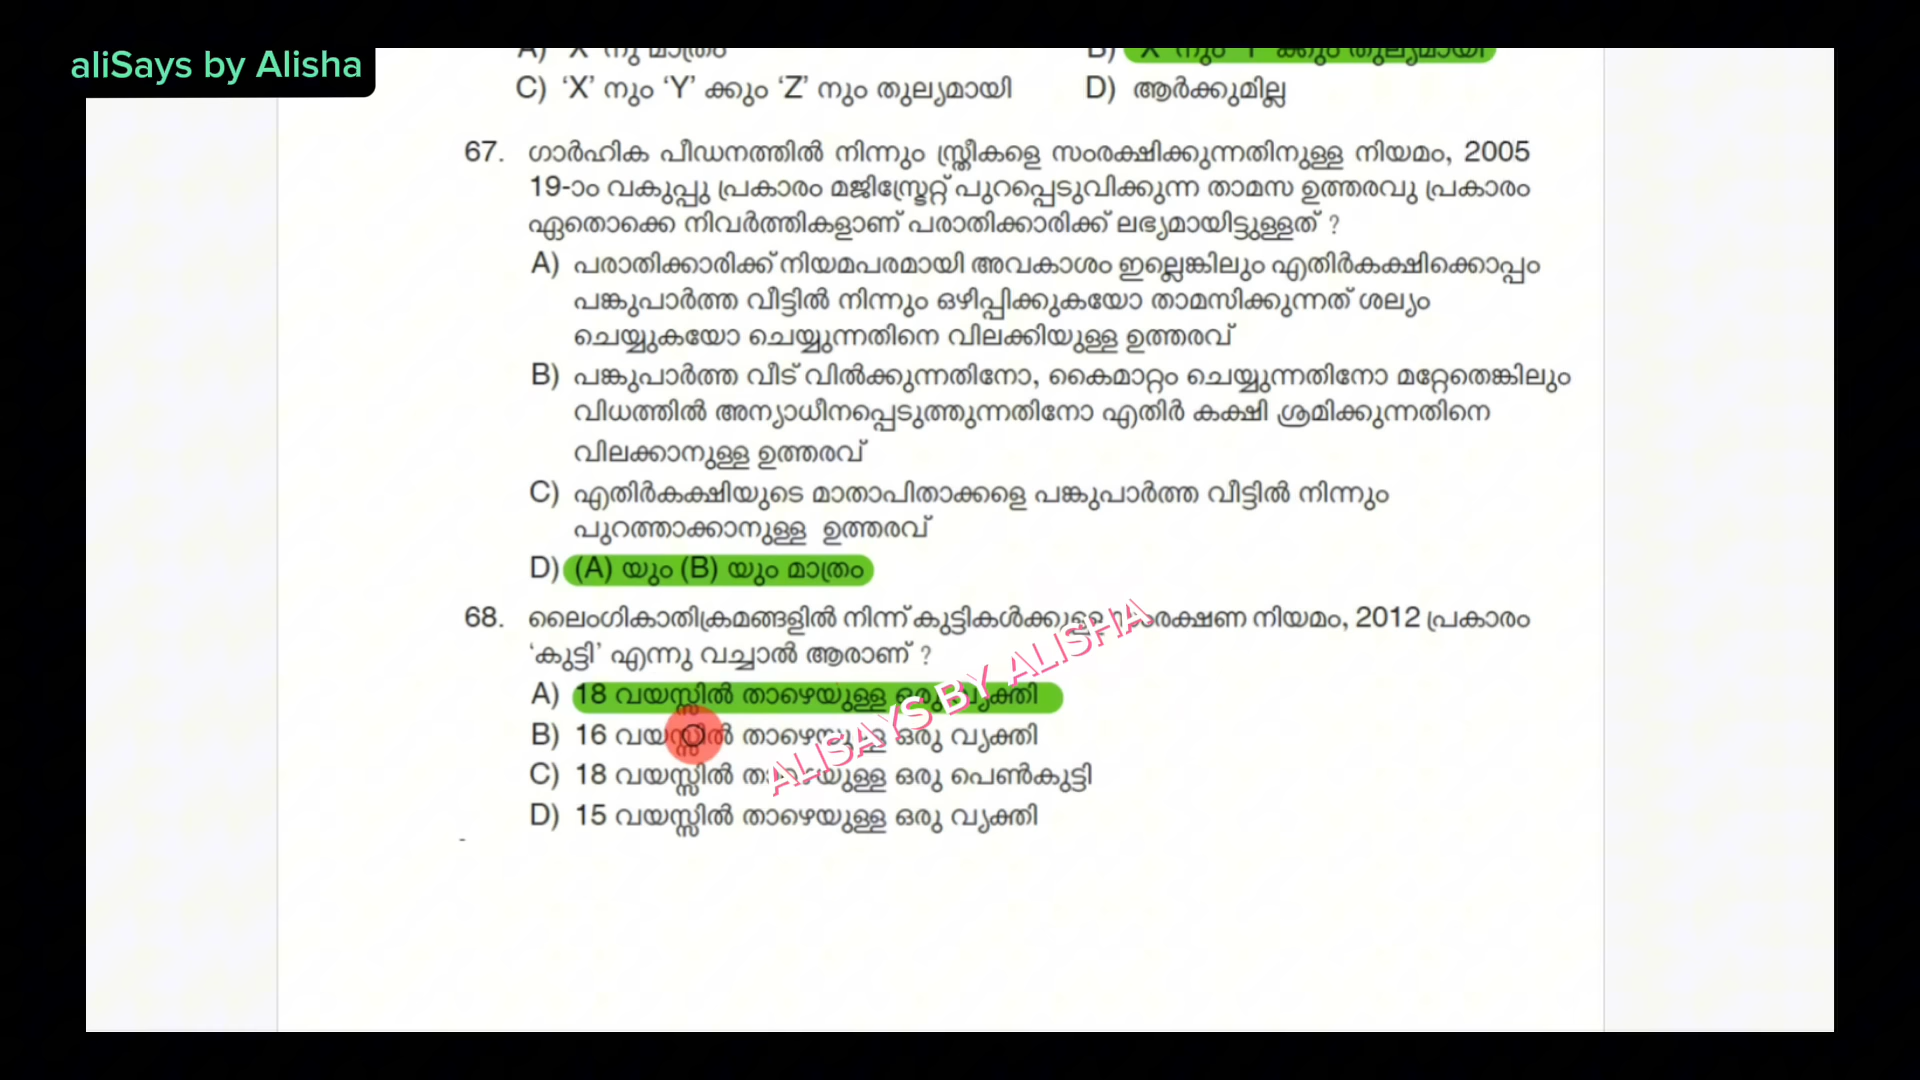 aliSays by Alisha
A) 'X' നു മാത്രം B) 'X' നും 'Y' ക്കും തുല്യമായി
C) ‘X’ നും ‘Y’ ക്കും ‘Z’ നും തുല്യമായി D) ആർക്കുമില്ല
67. ഗാർഹിക പീഡനത്തിൽ നിന്നും സ്ത്രീകളെ സംരക്ഷിക്കുന്നതിനുള്ള നിയമം, 2005
19-ാം വകുപ്പു പ്രകാരം മജിസ്ട്രേറ്റ് പുറപ്പെടുവിക്കുന്ന താമസ ഉത്തരവു പ്രകാരം
ഏതൊക്കെ നിവർത്തികളാണ് പരാതിക്കാരിക്ക് ലഭ്യമായിട്ടുള്ളത് ?
A) പരാതിക്കാരിക്ക് നിയമപരമായി അവകാശം ഇല്ലെങ്കിലും എതിർകക്ഷിക്കൊപ്പം
പങ്കുപാർത്ത വീട്ടിൽ നിന്നും ഒഴിപ്പിക്കുകയോ താമസിക്കുന്നത് ശല്യം
ചെയ്യുകയോ ചെയ്യുന്നതിനെ വിലക്കിയുള്ള ഉത്തരവ്
B) പങ്കുപാർത്ത വീട് വിൽക്കുന്നതിനോ, കൈമാറ്റം ചെയ്യുന്നതിനോ മറ്റേതെങ്കിലും
വിധത്തിൽ അന്യാധീനപ്പെടുത്തുന്നതിനോ എതിർ കക്ഷി ശ്രമിക്കുന്നതിനെ
വിലക്കാനുള്ള ഉത്തരവ്
C) എതിർകക്ഷിയുടെ മാതാപിതാക്കളെ പങ്കുപാർത്ത വീട്ടിൽ നിന്നും
പുറത്താക്കാനുള്ള ഉത്തരവ്
D) (A) യും (B) യും മാത്രം
68. ലൈംഗികാതിക്രമങ്ങളിൽ നിന്ന് കുട്ടികൾക്കുള്ള സംരക്ഷണ നിയമം, 2012 പ്രകാരം
‘കുട്ടി’ എന്നു വച്ചാൽ ആരാണ് ?
A) 18 വയസ്സിൽ താഴെയുള്ള ഒരു വ്യക്തി
B) 16 വയസ്സിൽ താഴെയുള്ള ഒരു വ്യക്തി
C) 18 വയസ്സിൽ താഴെയുള്ള ഒരു പെൺകുട്ടി
D) 15 വയസ്സിൽ താഴെയുള്ള ഒരു വ്യക്തി
ALISAYS BY ALISHA